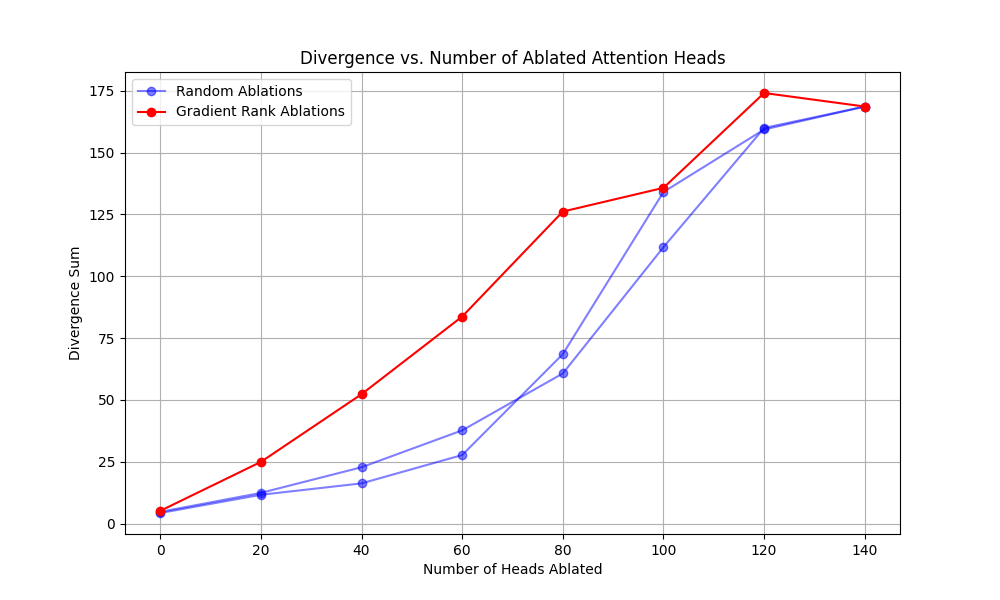 Divergence vs. Number of Ablated Attention Heads
Random Ablations
Gradient Rank Ablations
Divergence Sum
175
150
125
100
75
50
25
0
0 20 40 60 80 100 120 140
Number of Heads Ablated